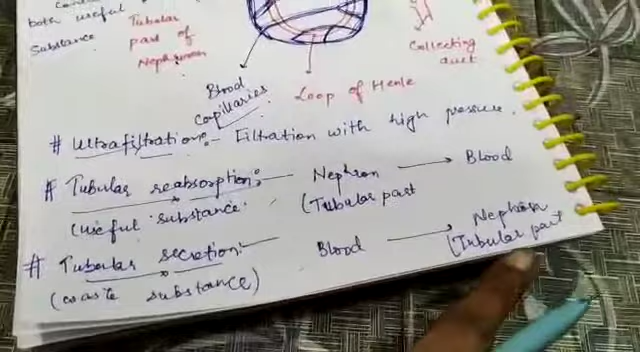 both useful
Substance
Tubular
part of
Nephron
Blood
Capillaries
Loop of Henle
Collecting
duct
# Ultrafiltration:- Filtration with high pressure.
# Tubular reabsorption:- Nephron → Blood
(useful substance. (Tubular part
# Tubular secretion:- Blood → Nephron
(waste substance) (Tubular part